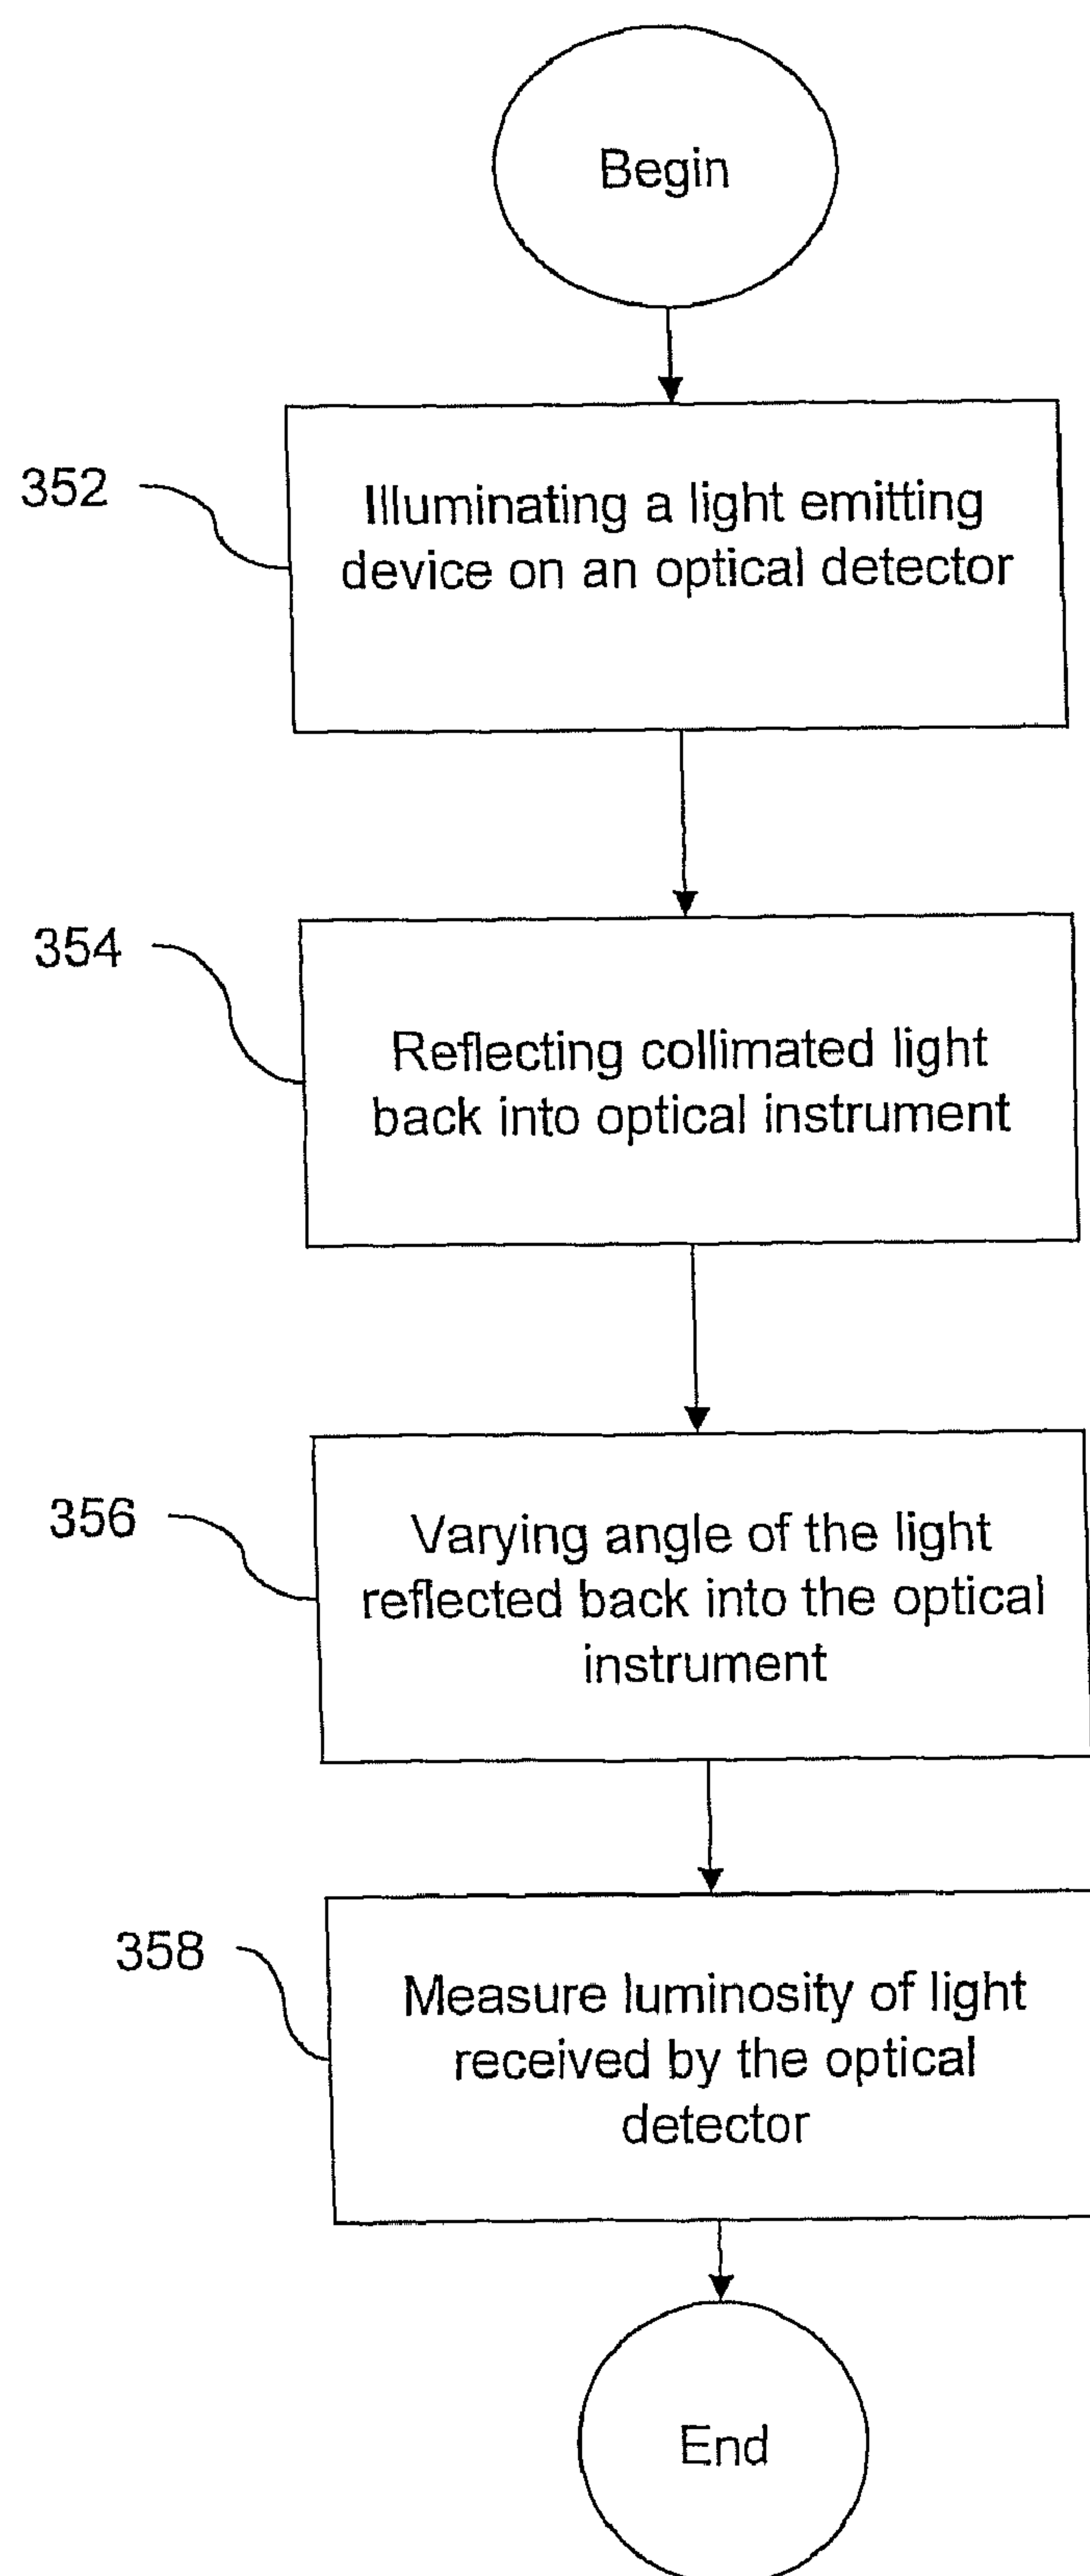 Begin
352
Illuminating a light emitting
device on an optical detector
354
Reflecting collimated light
back into optical instrument
356
Varying angle of the light
reflected back into the optical
instrument
358
Measure luminosity of light
received by the optical
detector
End